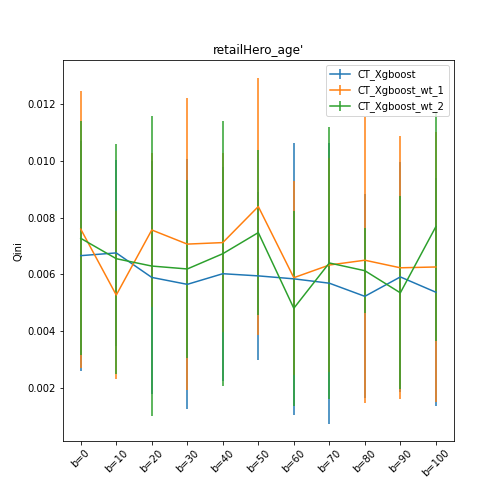 retailHero_age'
CT_Xgboost
CT_Xgboost_wt_1
CT_Xgboost_wt_2
Qini
0.012
0.010
0.008
0.006
0.004
0.002
b=0
b=10
b=20
b=30
b=40
b=50
b=60
b=70
b=80
b=90
b=100